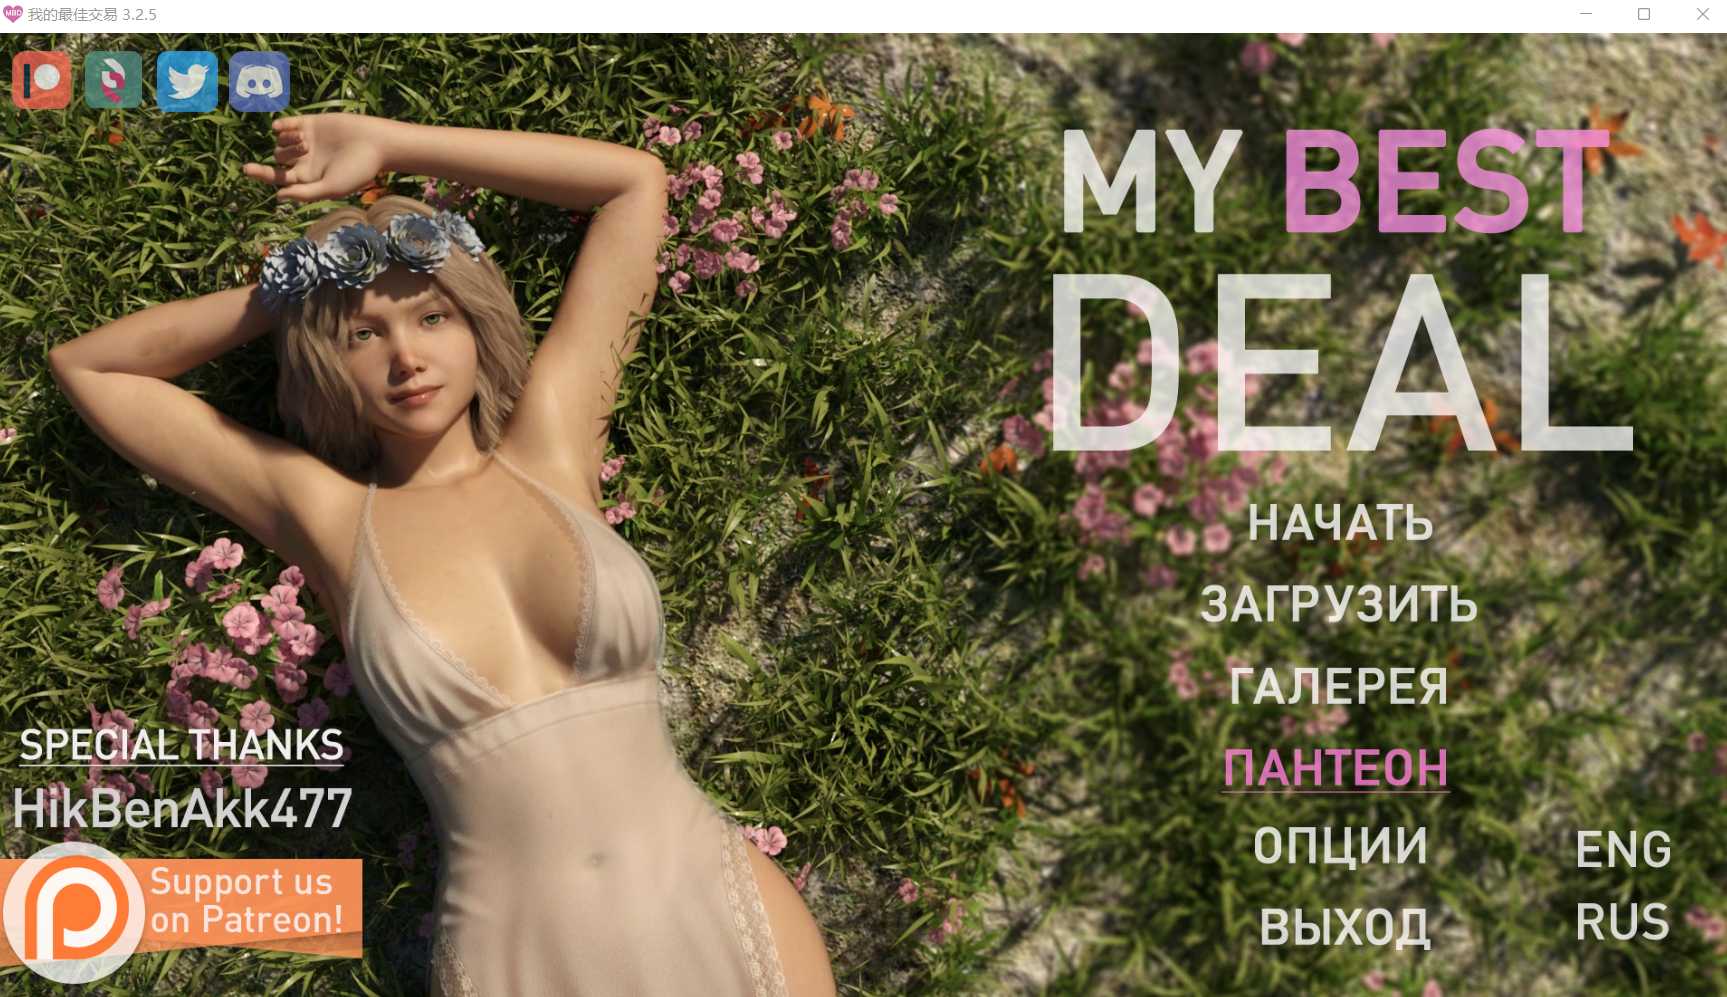 我的最佳交易 3.2.5
MY BEST
DEAL
НАЧАТЬ
ЗАГРУЗИТЬ
ГАЛЕРЕЯ
ПАНТЕОН
ОПЦИИ
ВЫХОД
ENG
RUS
SPECIAL THANKS
HikBenAkk477
Support us
on Patreon!